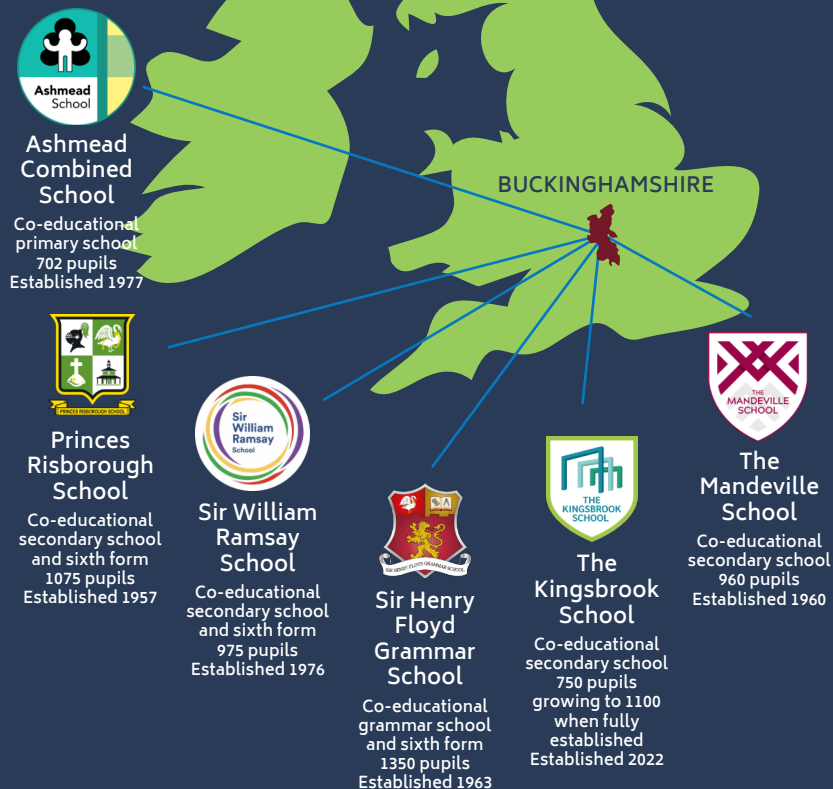 Ashmead
School
Ashmead
Combined
School
Co-educational
primary school
702 pupils
Established 1977
BUCKINGHAMSHIRE
PRINCES RISBOROUGH SCHOOL
Princes
Risborough
School
Co-educational
secondary school
and sixth form
1075 pupils
Established 1957
Sir
William
Ramsay
School
Sir William
Ramsay
School
Co-educational
secondary school
and sixth form
975 pupils
Established 1976
SIR HENRY FLOYD GRAMMAR SCHOOL
Sir Henry
Floyd
Grammar
School
Co-educational
grammar school
and sixth form
1350 pupils
Established 1963
THE
KINGSBROOK
SCHOOL
The
Kingsbrook
School
Co-educational
secondary school
750 pupils
growing to 1100
when fully
established
Established 2022
THE
MANDEVILLE
SCHOOL
The
Mandeville
School
Co-educational
secondary school
960 pupils
Established 1960